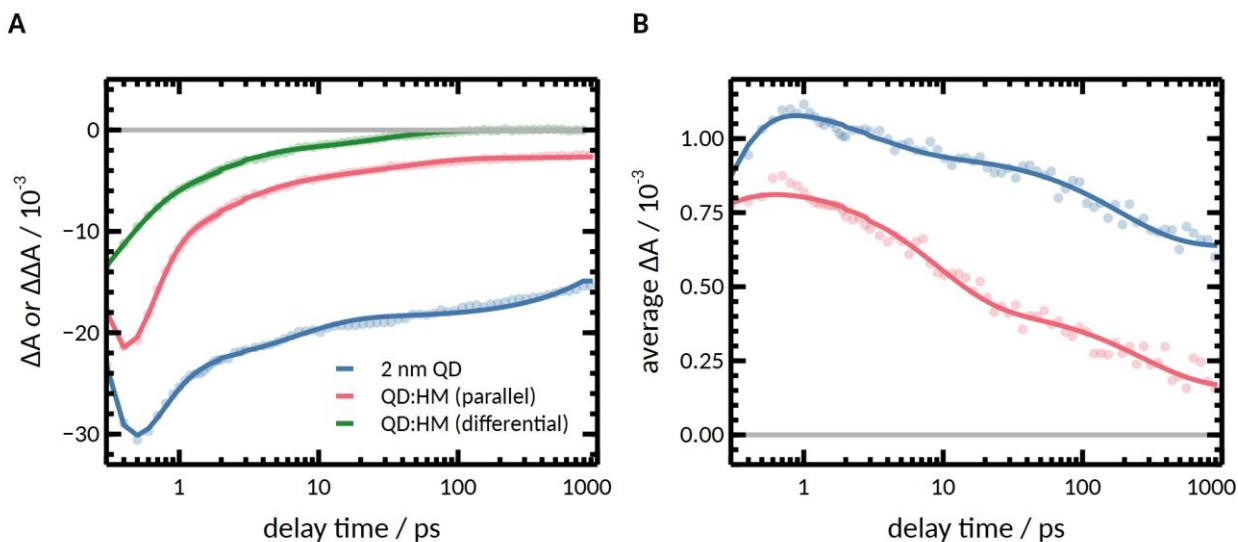 A
B
ΔA or ΔΔA / 10⁻³
0
−10
−20
−30
2 nm QD
QD:HM (parallel)
QD:HM (differential)
1
10
100
1000
delay time / ps
average ΔA / 10⁻³
1.00
0.75
0.50
0.25
0.00
1
10
100
1000
delay time / ps